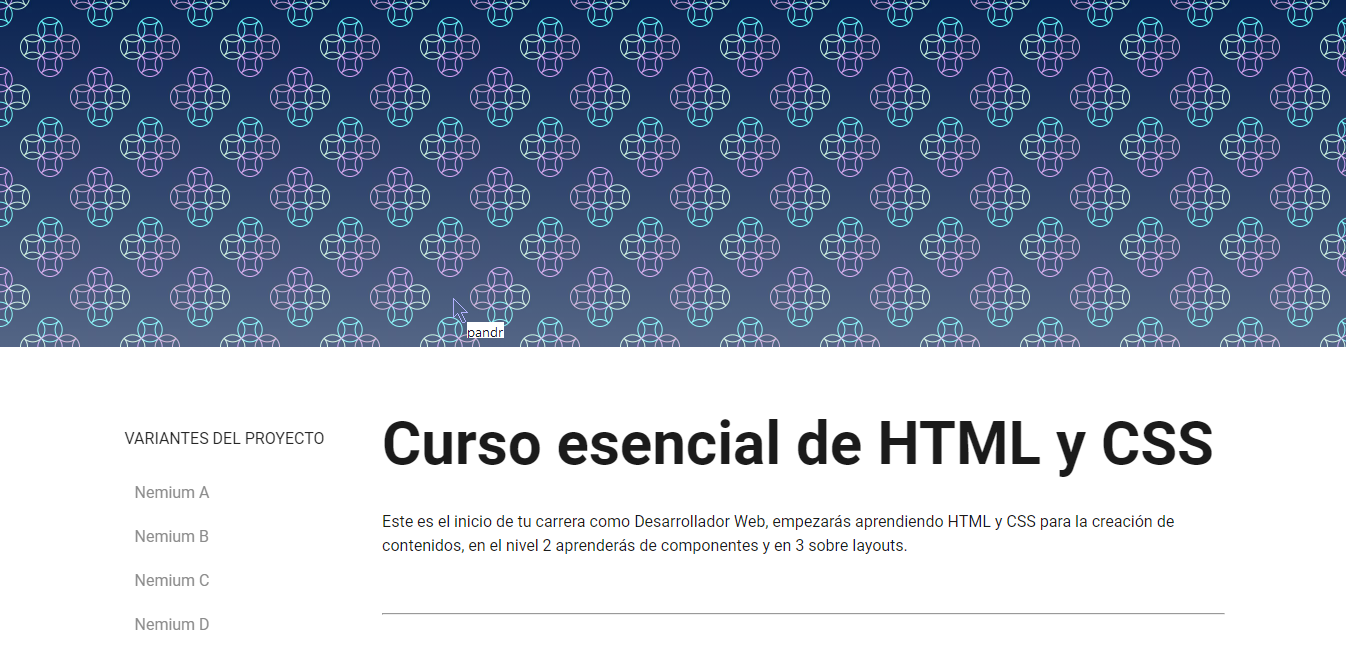 pandr
VARIANTES DEL PROYECTO
Nemium A
Nemium B
Nemium C
Nemium D
Curso esencial de HTML y CSS
Este es el inicio de tu carrera como Desarrollador Web, empezarás aprendiendo HTML y CSS para la creación de
contenidos, en el nivel 2 aprenderás de componentes y en 3 sobre layouts.